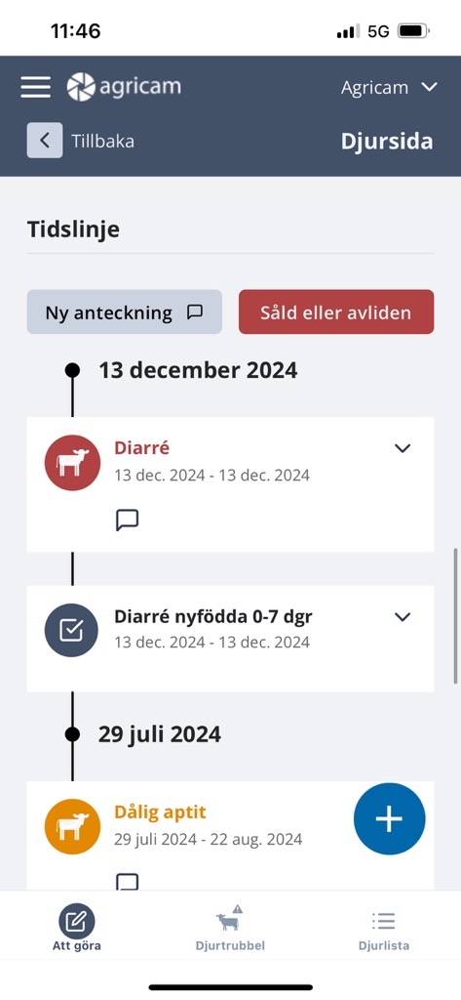 11:46
5G
agricam
Agricam
Tillbaka
Djursida
Tidslinje
Ny anteckning
Såld eller avliden
13 december 2024
Diarré
13 dec. 2024 - 13 dec. 2024
Diarré nyfödda 0-7 dgr
13 dec. 2024 - 13 dec. 2024
29 juli 2024
Dålig aptit
29 juli 2024 - 22 aug. 2024
Att göra
Djurtrubbel
Djurlista